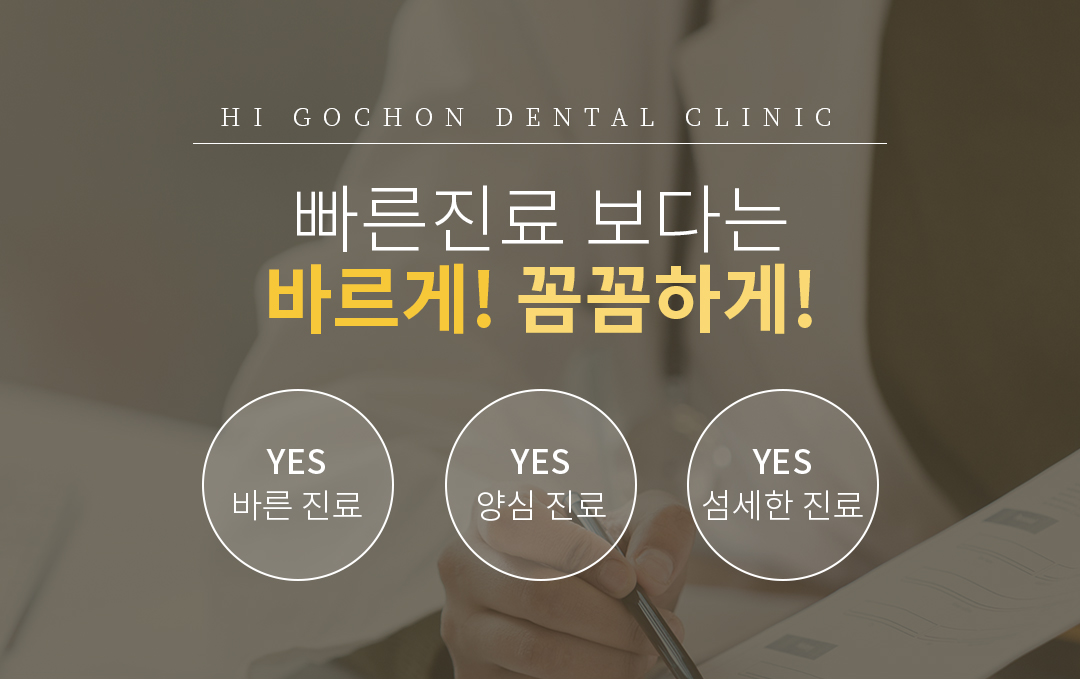 HI GOCHON DENTAL CLINIC
빠른진료 보다는
바르게! 꼼꼼하게!
YES
바른 진료
YES
양심 진료
YES
섬세한 진료